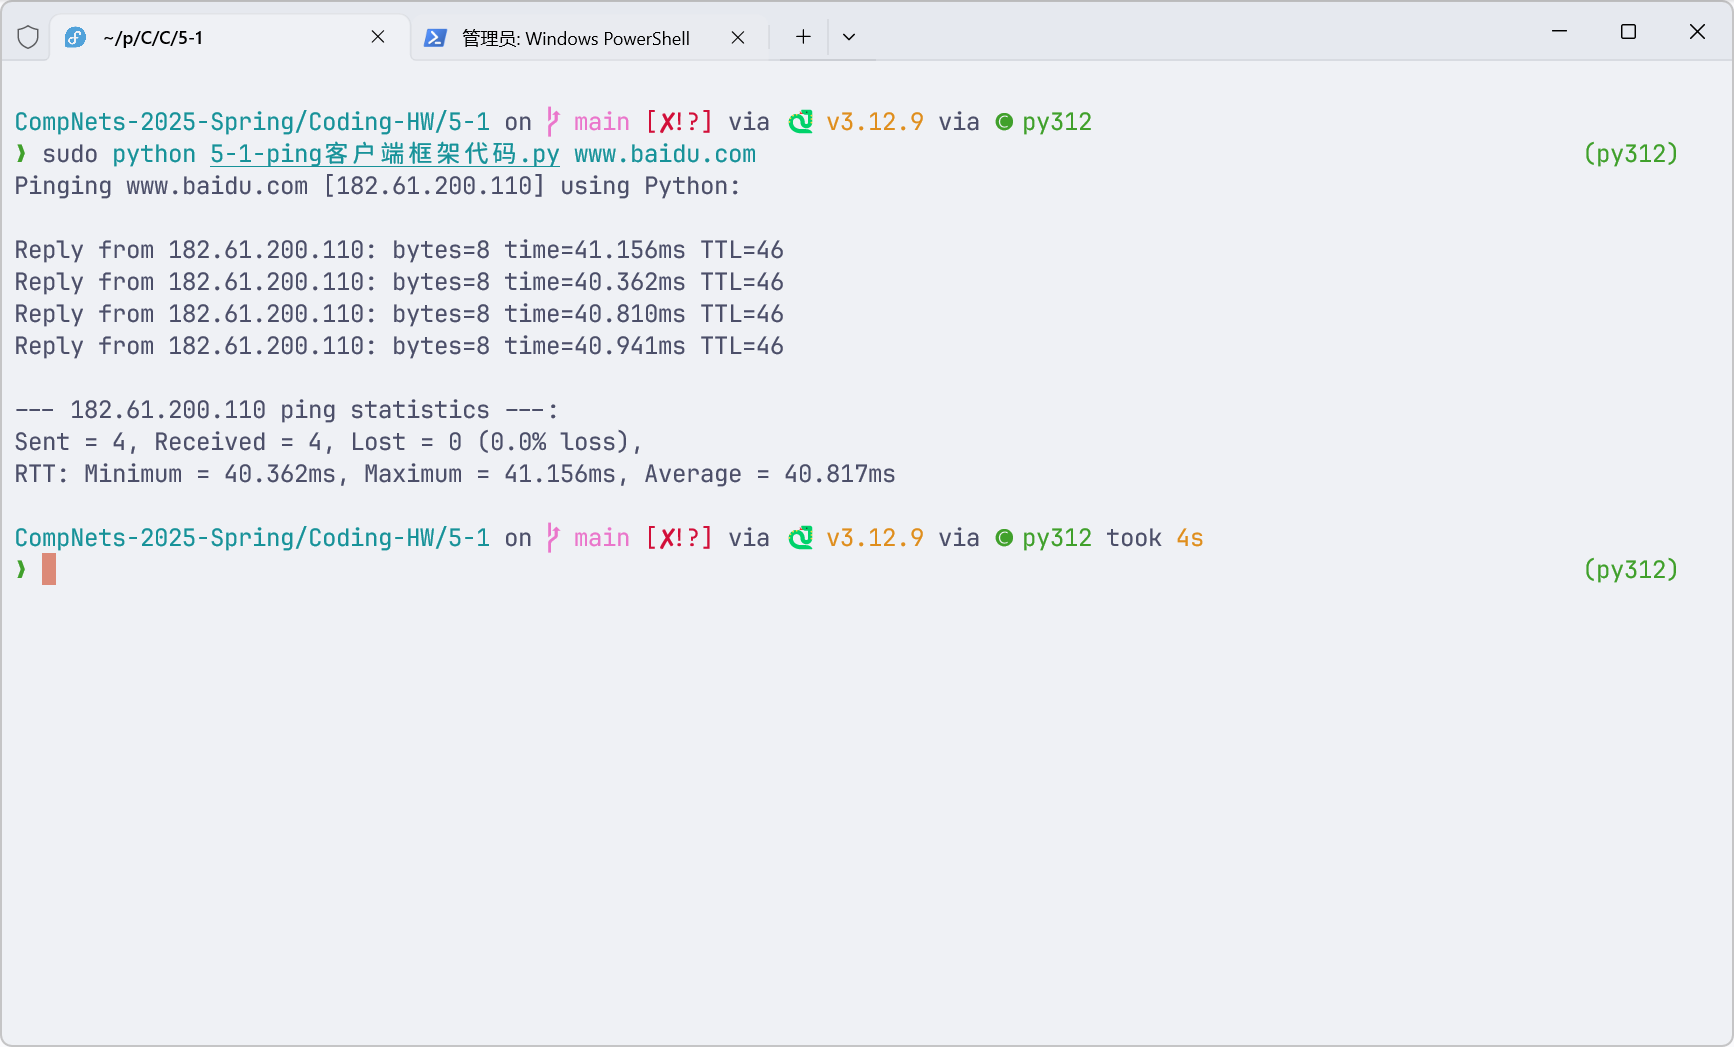 ~/p/C/C/5-1 管理员: Windows PowerShell
CompNets-2025-Spring/Coding-HW/5-1 on main [✘!?] via v3.12.9 via py312
❱ sudo python 5-1-ping客户端框架代码.py www.baidu.com (py312)
Pinging www.baidu.com [182.61.200.110] using Python:
Reply from 182.61.200.110: bytes=8 time=41.156ms TTL=46
Reply from 182.61.200.110: bytes=8 time=40.362ms TTL=46
Reply from 182.61.200.110: bytes=8 time=40.810ms TTL=46
Reply from 182.61.200.110: bytes=8 time=40.941ms TTL=46
--- 182.61.200.110 ping statistics ---:
Sent = 4, Received = 4, Lost = 0 (0.0% loss),
RTT: Minimum = 40.362ms, Maximum = 41.156ms, Average = 40.817ms
CompNets-2025-Spring/Coding-HW/5-1 on main [✘!?] via v3.12.9 via py312 took 4s
❱ (py312)